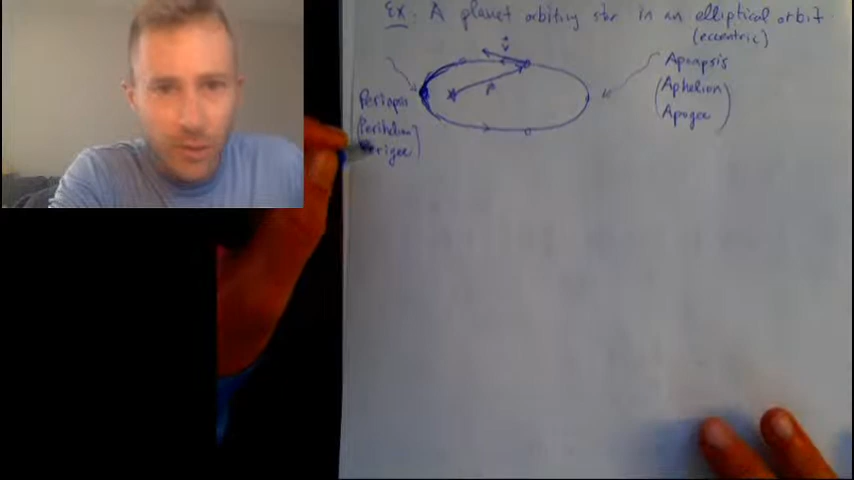 Ex: A planet orbiting star in an elliptical orbit.
(eccentric)
v
r
Periapsis
(Perihelion
Perigee)
Apoapsis
(Aphelion
Apogee)